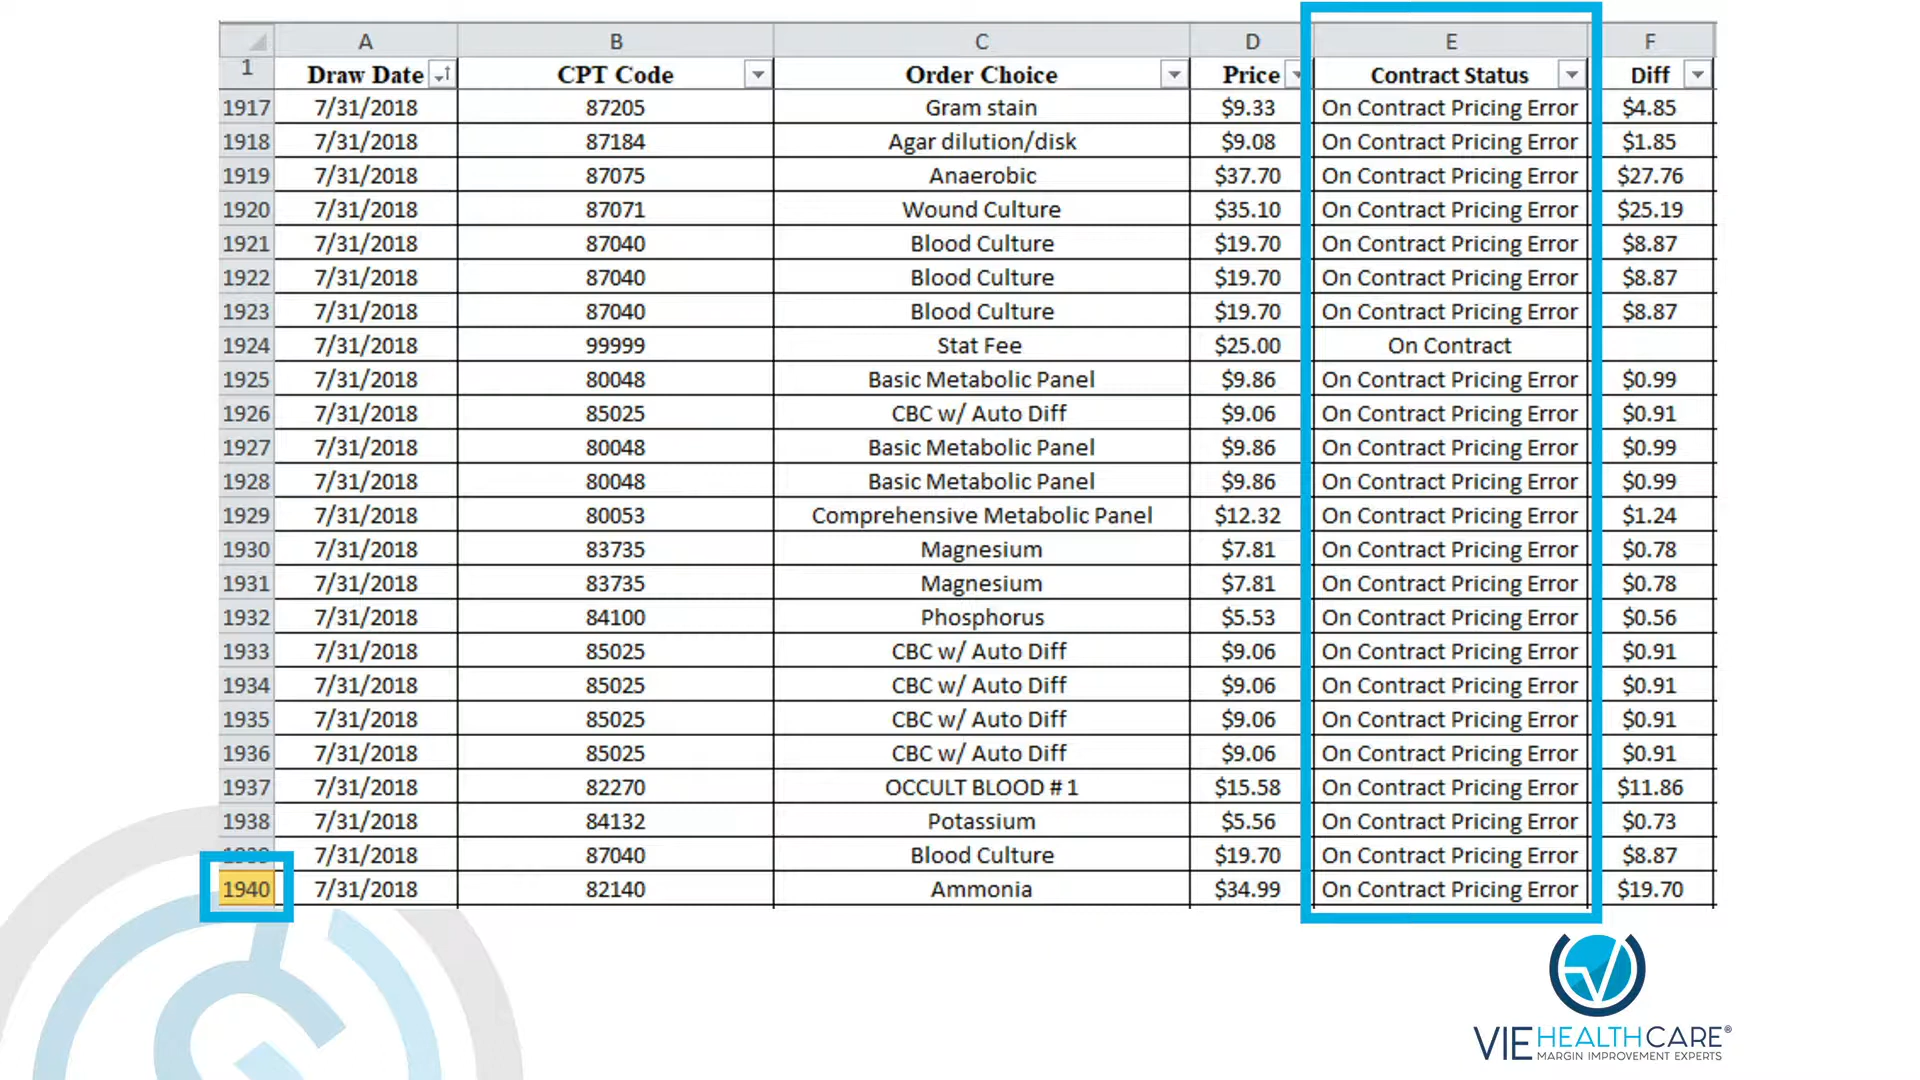 A B C D E F
1 Draw Date CPT Code Order Choice Price Contract Status Diff
1917 7/31/2018 87205 Gram stain $9.33 On Contract Pricing Error $4.85
1918 7/31/2018 87184 Agar dilution/disk $9.08 On Contract Pricing Error $1.85
1919 7/31/2018 87075 Anaerobic $37.70 On Contract Pricing Error $27.76
1920 7/31/2018 87071 Wound Culture $35.10 On Contract Pricing Error $25.19
1921 7/31/2018 87040 Blood Culture $19.70 On Contract Pricing Error $8.87
1922 7/31/2018 87040 Blood Culture $19.70 On Contract Pricing Error $8.87
1923 7/31/2018 87040 Blood Culture $19.70 On Contract Pricing Error $8.87
1924 7/31/2018 99999 Stat Fee $25.00 On Contract
1925 7/31/2018 80048 Basic Metabolic Panel $9.86 On Contract Pricing Error $0.99
1926 7/31/2018 85025 CBC w/ Auto Diff $9.06 On Contract Pricing Error $0.91
1927 7/31/2018 80048 Basic Metabolic Panel $9.86 On Contract Pricing Error $0.99
1928 7/31/2018 80048 Basic Metabolic Panel $9.86 On Contract Pricing Error $0.99
1929 7/31/2018 80053 Comprehensive Metabolic Panel $12.32 On Contract Pricing Error $1.24
1930 7/31/2018 83735 Magnesium $7.81 On Contract Pricing Error $0.78
1931 7/31/2018 83735 Magnesium $7.81 On Contract Pricing Error $0.78
1932 7/31/2018 84100 Phosphorus $5.53 On Contract Pricing Error $0.56
1933 7/31/2018 85025 CBC w/ Auto Diff $9.06 On Contract Pricing Error $0.91
1934 7/31/2018 85025 CBC w/ Auto Diff $9.06 On Contract Pricing Error $0.91
1935 7/31/2018 85025 CBC w/ Auto Diff $9.06 On Contract Pricing Error $0.91
1936 7/31/2018 85025 CBC w/ Auto Diff $9.06 On Contract Pricing Error $0.91
1937 7/31/2018 82270 OCCULT BLOOD # 1 $15.58 On Contract Pricing Error $11.86
1938 7/31/2018 84132 Potassium $5.56 On Contract Pricing Error $0.73
7/31/2018 87040 Blood Culture $19.70 On Contract Pricing Error $8.87
1940 7/31/2018 82140 Ammonia $34.99 On Contract Pricing Error $19.70
VIE HEALTHCARE®
MARGIN IMPROVEMENT EXPERTS